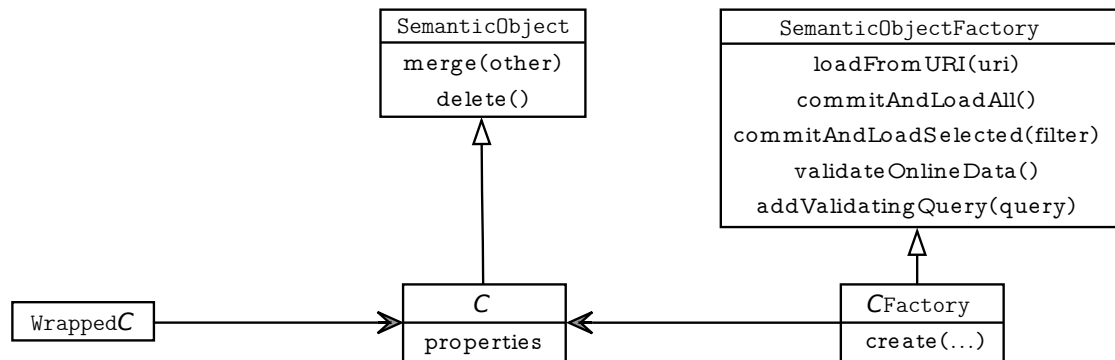 SemanticObject
merge(other)
delete()
SemanticObjectFactory
loadFromURI(uri)
commitAndLoadAll()
commitAndLoadSelected(filter)
validateOnlineData()
addValidatingQuery(query)
WrappedC
C
properties
CFactory
create(...)